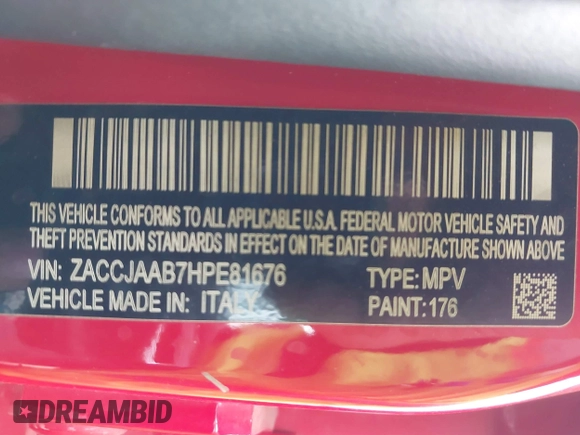 THIS VEHICLE CONFORMS TO ALL APPLICABLE U.S.A. FEDERAL MOTOR VEHICLE SAFETY AND
THEFT PREVENTION STANDARDS IN EFFECT ON THE DATE OF MANUFACTURE SHOWN ABOVE
VIN: ZACCJAAB7HPE81676 TYPE: MPV
VEHICLE MADE IN: ITALY PAINT: 176
DREAMBID